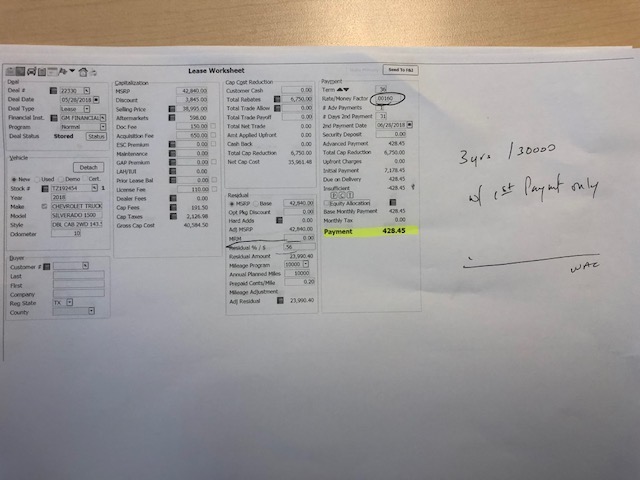 Lease Worksheet
Send To F&I
Deal
Deal # 22730
Deal Date 05/28/2018
Deal Type Lease
Financial Inst. GM FINANCIAL
Program Normal
Deal Status Stored Status
Vehicle
Detach
New Used Demo Cert.
Stock # TZ192454 1
Year 2018
Make CHEVROLET TRUCK
Model SILVERADO 1500
Style DBL CAB 2WD 143.5
Odometer 10
Buyer
Customer #
Last
First
Company
Reg State TX
County
Capitalization
MSRP 42,840.00
Discount 3,845.00
Selling Price 38,995.00
Aftermarkets 598.00
Doc Fee 150.00
Acquisition Fee 650.00
ESC Premium 0.00
Maintenance 0.00
GAP Premium 0.00
LAH/IUI 0.00
Prior Lease Bal 0.00
License Fee 110.00
Dealer Fees 0.00
Cap Fees 191.50
Cap Taxes 2,126.98
Gross Cap Cost 40,584.50
Cap Cost Reduction
Customer Cash 0.00
Total Rebates 6,750.00
Total Trade Allow 0.00
Total Trade Payoff 0.00
Total Net Trade 0.00
Amt Applied Upfront 0.00
Cash Back 0.00
Total Cap Reduction 6,750.00
Net Cap Cost 35,961.48
Residual
MSRP Base 42,840.00
Opt Pkg Discount 0.00
Hard Adds 0.00
Adj MSRP 42,840.00
MRM 0.00
Residual % / $ 56
Residual Amount 23,990.40
Mileage Program 10000
Annual Planned Miles 10000
Prepaid Cents/Mile 0.20
Mileage Adjustment
Adj Residual 23,990.40
Payment
Term 36
Rate/Money Factor .00160
# Adv Payments 1
# Days 2nd Payment 31
2nd Payment Date 06/28/2018
Security Deposit 0.00
Advanced Payment 428.45
Total Cap Reduction 6,750.00
Upfront Charges 0.00
Initial Payment 7,178.45
Due on Delivery 428.45
Insufficient 428.45
Equity Allocation
Base Monthly Payment 428.45
Monthly Tax 0.00
Payment 428.45
3yrs / 30000
w/ 1st Paymt only
WAC